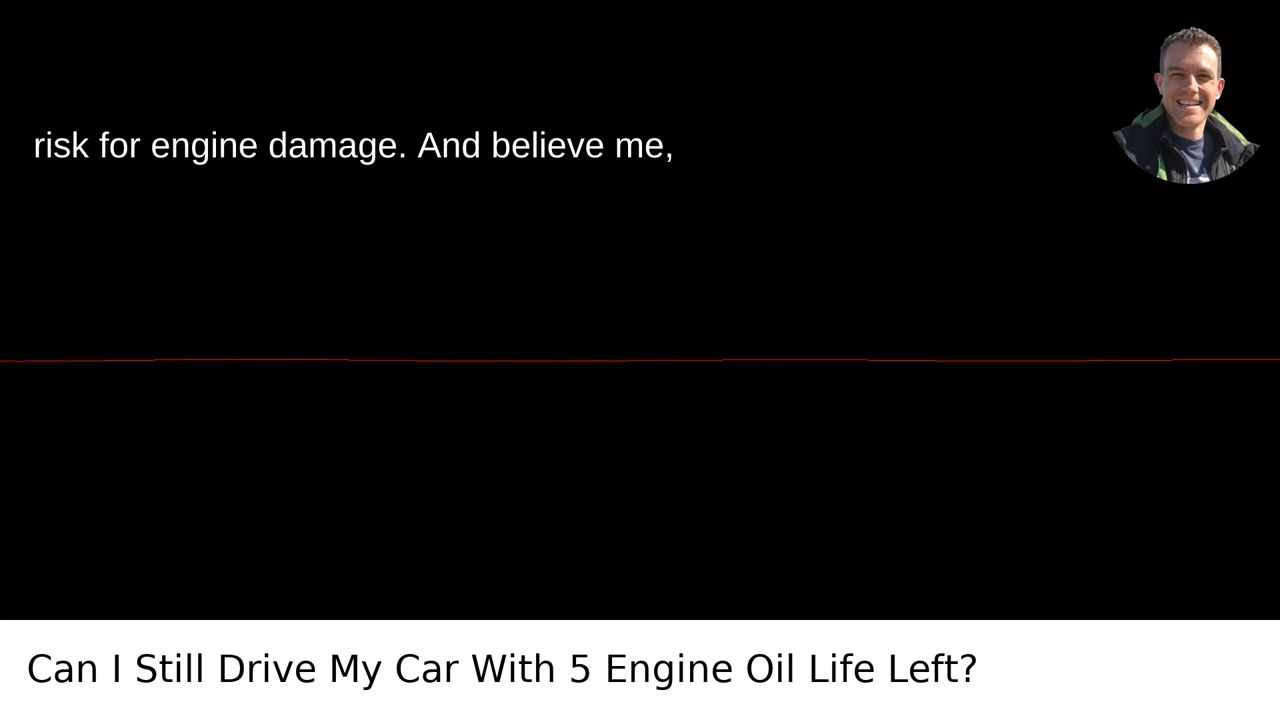 risk for engine damage. And believe me,
Can I Still Drive My Car With 5 Engine Oil Life Left?